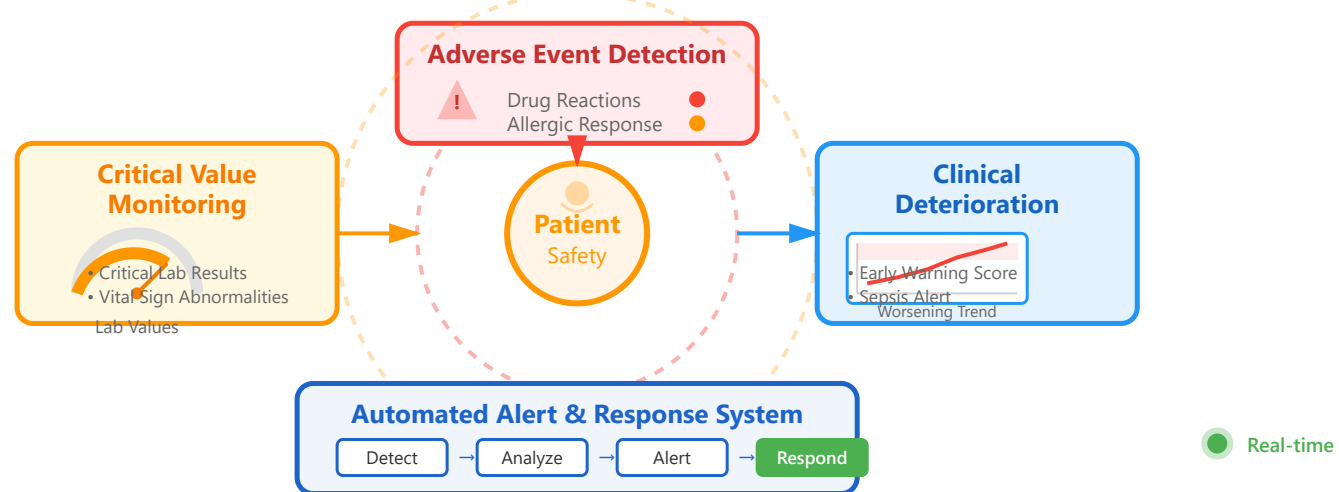 Adverse Event Detection
!
Drug Reactions
Allergic Response
Critical Value
Monitoring
• Critical Lab Results
• Vital Sign Abnormalities
Lab Values
Patient
Safety
Clinical
Deterioration
• Early Warning Score
• Sepsis Alert
Worsening Trend
Automated Alert & Response System
Detect → Analyze → Alert → Respond
Real-time